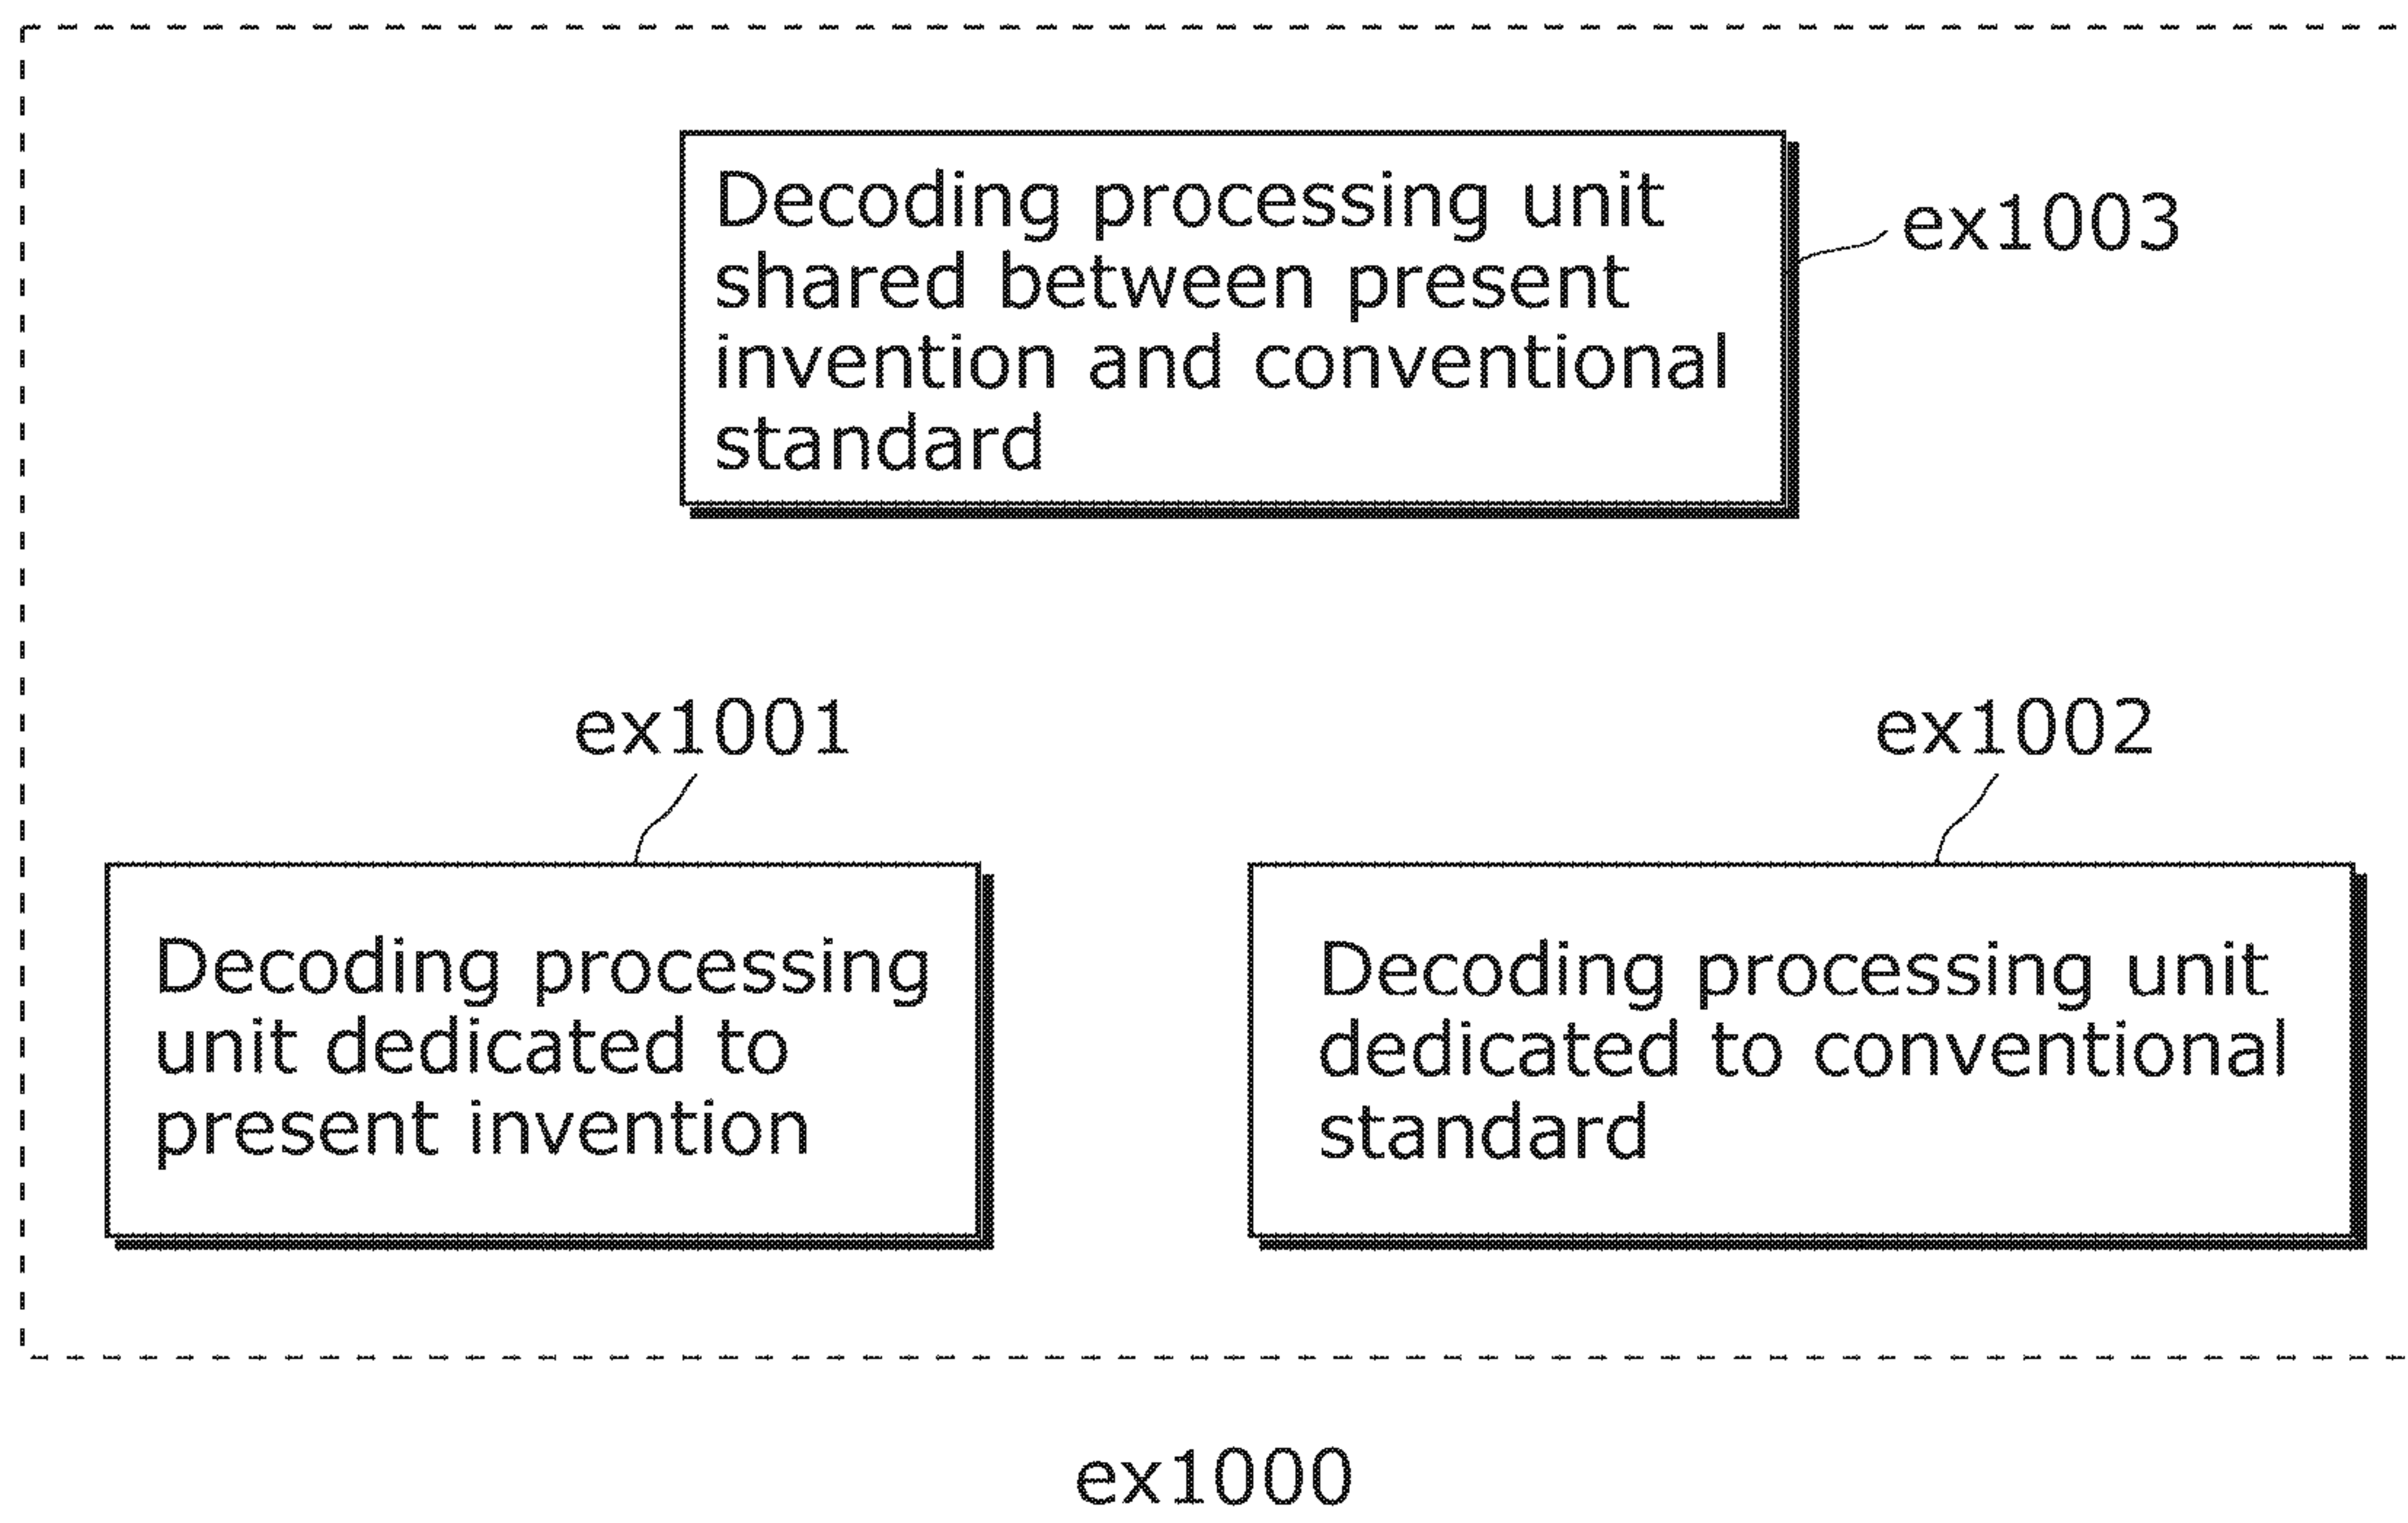 Decoding processing unit
shared between present
invention and conventional
standard
ex1003
ex1001
ex1002
Decoding processing
unit dedicated to
present invention
Decoding processing unit
dedicated to conventional
standard
ex1000